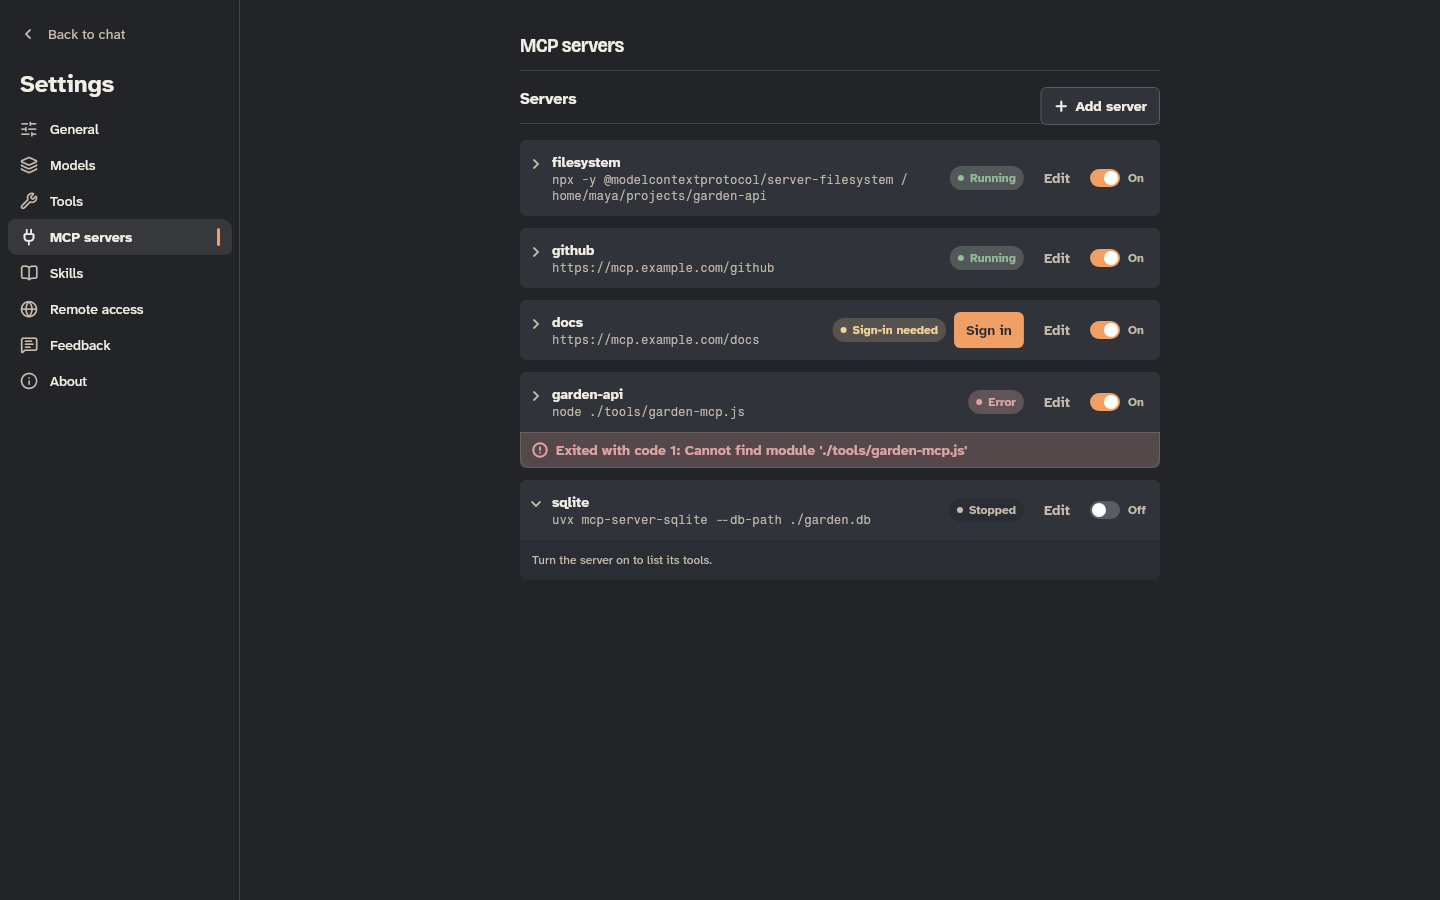 Back to chat
Settings
General
Models
Tools
MCP servers
Skills
Remote access
Feedback
About
MCP servers
Servers
Add server
filesystem
npx -y @modelcontextprotocol/server-filesystem /
home/maya/projects/garden-api
Running
Edit
On
github
https://mcp.example.com/github
Running
Edit
On
docs
https://mcp.example.com/docs
Sign-in needed
Sign in
Edit
On
garden-api
node ./tools/garden-mcp.js
Error
Edit
On
Exited with code 1: Cannot find module './tools/garden-mcp.js'
sqlite
uvx mcp-server-sqlite --db-path ./garden.db
Stopped
Edit
Off
Turn the server on to list its tools.